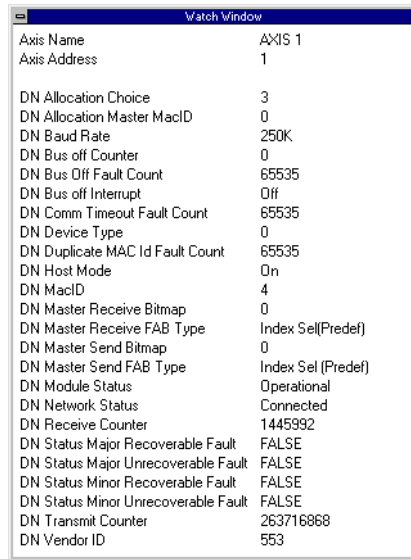 Watch Window
Axis Name AXIS 1
Axis Address 1
DN Allocation Choice 3
DN Allocation Master MacID 0
DN Baud Rate 250K
DN Bus off Counter 0
DN Bus Off Fault Count 65535
DN Bus off Interrupt Off
DN Comm Timeout Fault Count 65535
DN Device Type 0
DN Duplicate MAC Id Fault Count 65535
DN Host Mode On
DN MacID 4
DN Master Receive Bitmap 0
DN Master Receive FAB Type Index Sel(Predef)
DN Master Send Bitmap 0
DN Master Send FAB Type Index Sel (Predef)
DN Module Status Operational
DN Network Status Connected
DN Receive Counter 1445992
DN Status Major Recoverable Fault FALSE
DN Status Major Unrecoverable Fault FALSE
DN Status Minor Recoverable Fault FALSE
DN Status Minor Unrecoverable Fault FALSE
DN Transmit Counter 263716868
DN Vendor ID 553